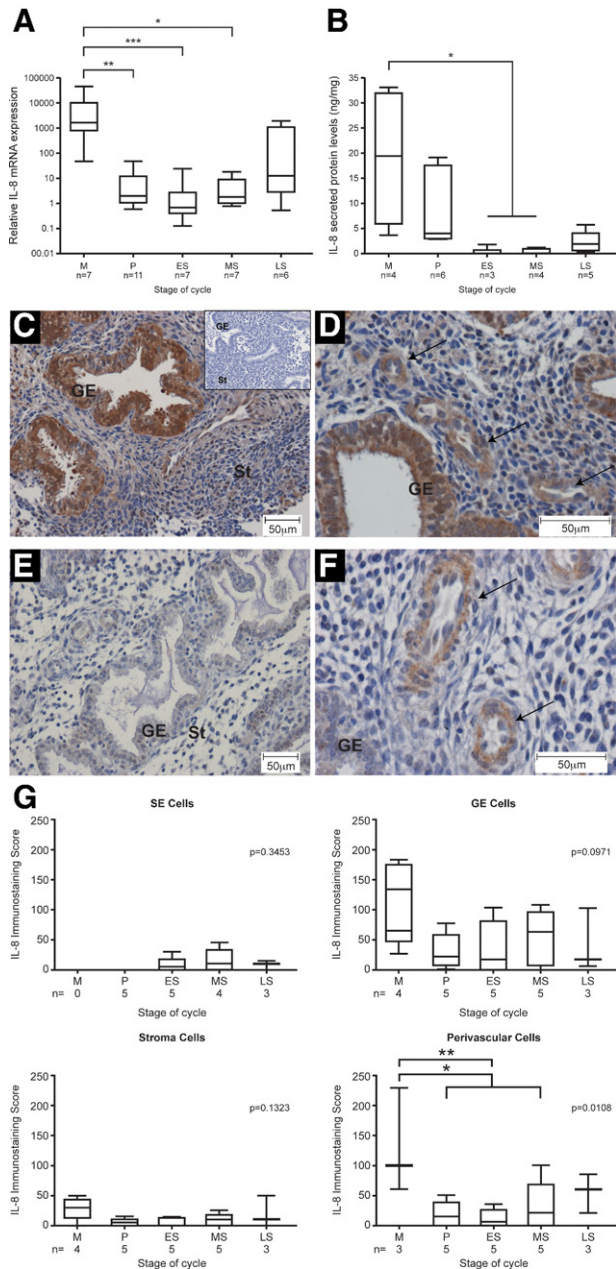 A
*
***
**
Relative IL-8 mRNA expression
100000
10000
1000
100
10
1
0.1
00.01
M P ES MS LS
n=7 n=11 n=7 n=7 n=6
Stage of cycle
B
*
IL-8 secreted protein levels (ng/mg)
35
30
25
20
15
10
5
0
M P ES MS LS
n=4 n=6 n=3 n=4 n=5
Stage of cycle
C
GE
St
GE
St
50μm
D
GE
50μm
E
GE
St
50μm
F
GE
50μm
G
SE Cells
p=0.3453
IL-8 Immunostaining Score
250
200
150
100
50
0
M P ES MS LS
n= 0 5 5 4 3
Stage of cycle
GE Cells
p=0.0971
IL-8 Immunostaining Score
250
200
150
100
50
0
M P ES MS LS
4 5 5 5 3
Stage of cycle
Stroma Cells
p=0.1323
IL-8 Immunostaining Score
250
200
150
100
50
0
M P ES MS LS
n= 4 5 5 5 3
Stage of cycle
Perivascular Cells
**
*
p=0.0108
IL-8 Immunostaining Score
250
200
150
100
50
0
M P ES MS LS
n= 3 5 5 5 3
Stage of cycle